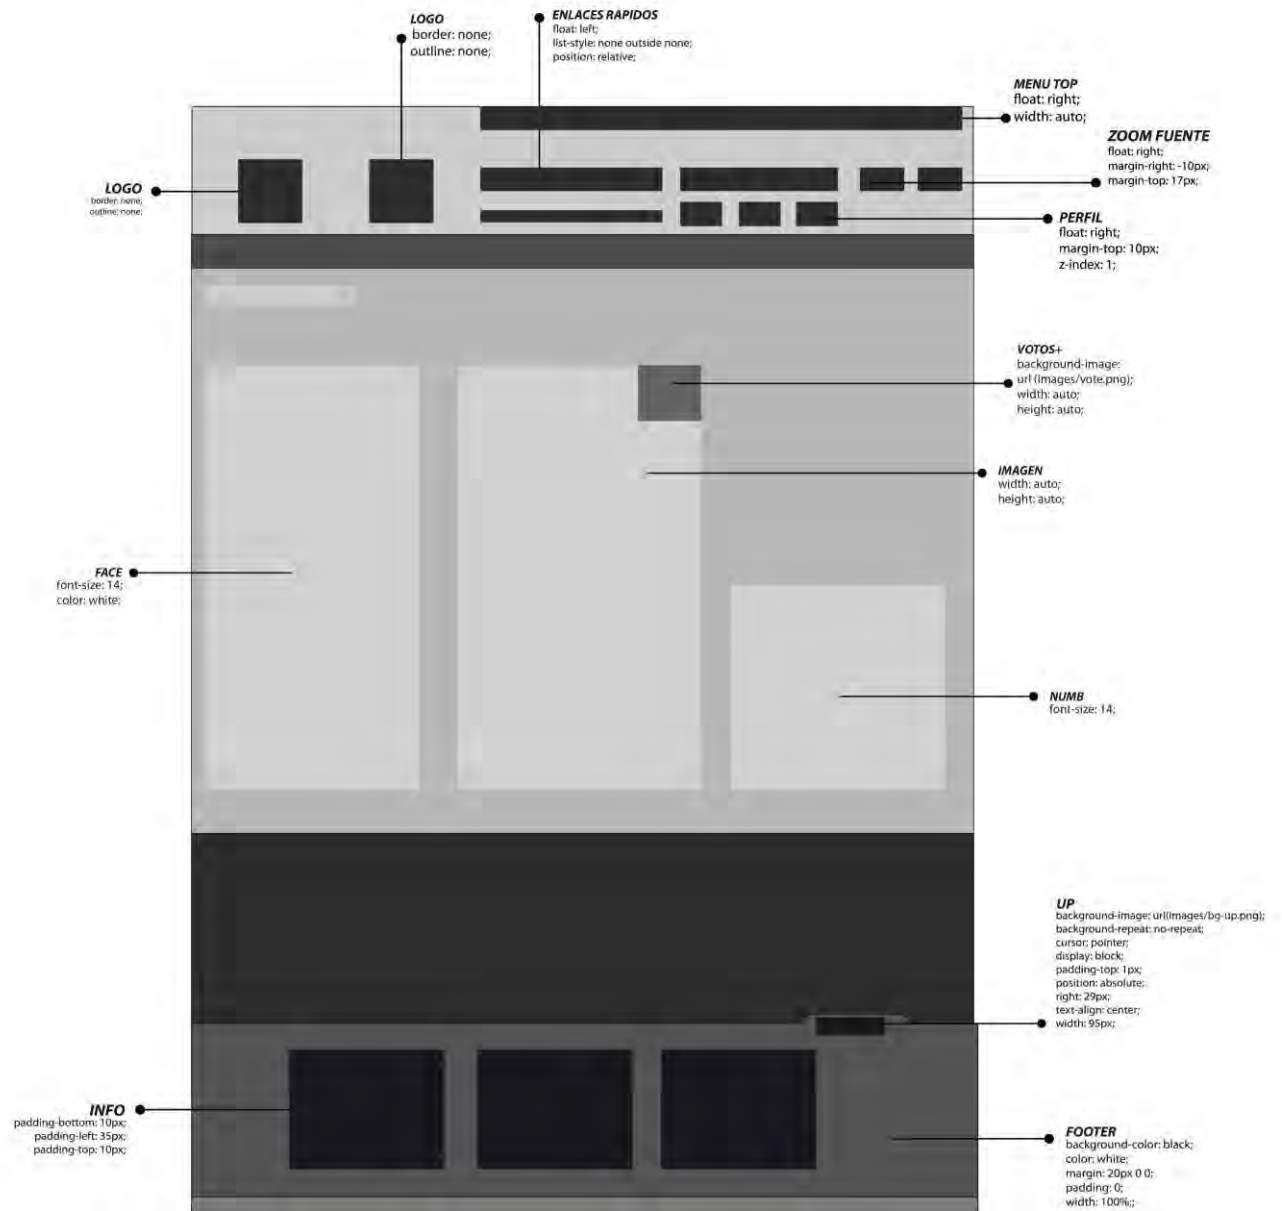 LOGO
border: none;
outline: none;
ENLACES RAPIDOS
float: left;
list-style: none outside none;
position: relative;
MENU TOP
float: right;
width: auto;
ZOOM FUENTE
float: right;
margin-right: -10px;
margin-top: 17px;
LOGO
border: none;
outline: none;
PERFIL
float: right;
margin-top: 10px;
z-index: 1;
VOTOS+
background-image:
url (images/vote.png);
width: auto;
height: auto;
IMAGEN
width: auto;
height: auto;
FACE
font-size: 14;
color: white;
NUMB
font-size: 14;
UP
background-image: url(images/bg-up.png);
background-repeat: no-repeat;
cursor: pointer;
display: block;
padding-top: 1px;
position: absolute;
right: 29px;
text-align: center;
width: 95px;
INFO
padding-bottom: 10px;
padding-left: 35px;
padding-top: 10px;
FOOTER
background-color: black;
color: white;
margin: 20px 0 0;
padding: 0;
width: 100%;;